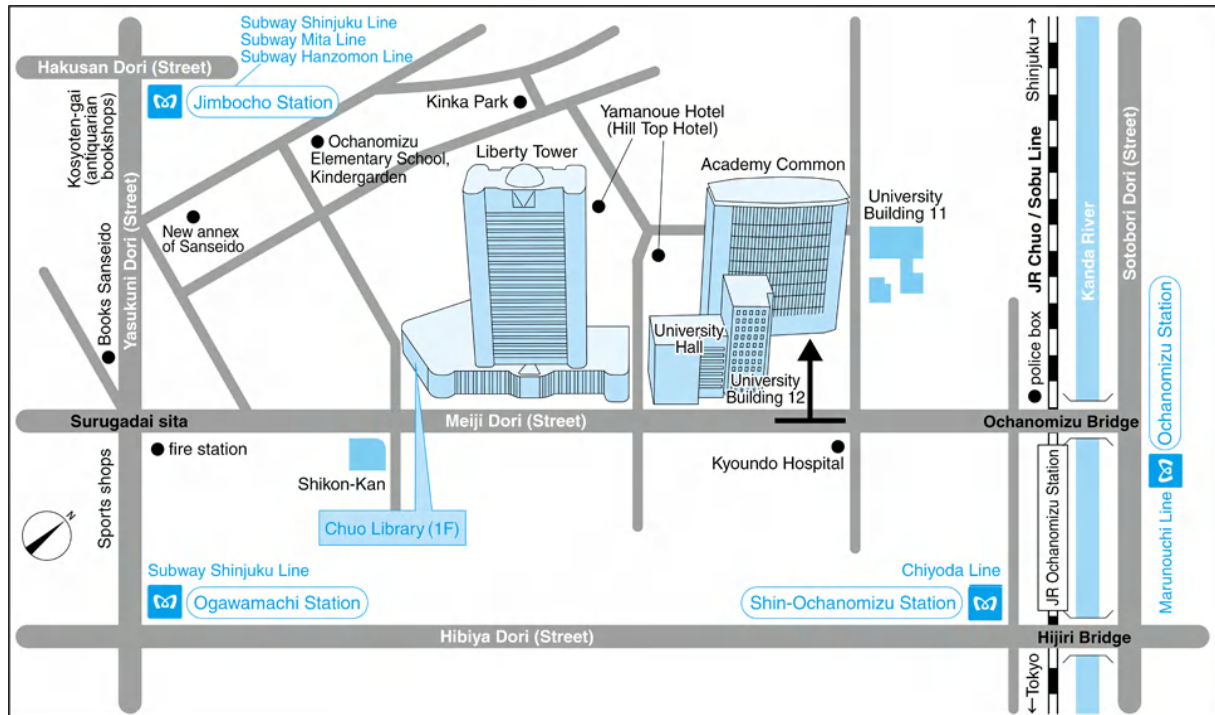 Subway Shinjuku Line
Subway Mita Line
Subway Hanzomon Line
Hakusan Dori (Street)
Jimbocho Station
Kosyoten-gai
(antiquarian
bookshops)
Kinka Park
Ochanomizu
Elementary School,
Kindergarden
Liberty Tower
Yamanoue Hotel
(Hill Top Hotel)
Academy Common
University
Building 11
Shinjuku→
JR Chuo / Sobu Line
Kanda River
Sotobori Dori (Street)
New annex
of Sanseido
Books Sanseido
Yasukuni Dori (Street)
University
Hall
University
Building 12
police box
Ochanomizu Station
Marunouchi Line
Surugadai sita
Meiji Dori (Street)
Ochanomizu Bridge
fire station
Shikon-Kan
Kyoundo Hospital
Sports shops
N
Chuo Library (1F)
JR Ochanomizu Station
Subway Shinjuku Line
Ogawamachi Station
Chiyoda Line
Shin-Ochanomizu Station
Hibiya Dori (Street)
Hijiri Bridge
←Tokyo